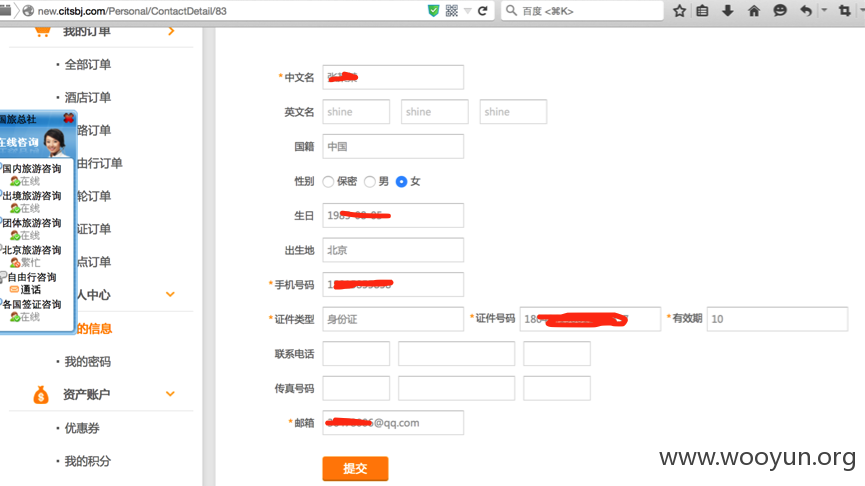 new.citsbj.com/Personal/ContactDetail/83
百度 <⌘K>
我的订单
全部订单
酒店订单
路订单
由行订单
轮订单
证订单
点订单
人中心
的信息
我的密码
资产账户
优惠券
我的积分
国旅总社
在线咨询
国内旅游咨询
在线
出境旅游咨询
在线
团体旅游咨询
在线
北京旅游咨询
繁忙
自由行咨询
通话
各国签证咨询
在线
*中文名
英文名 shine shine shine
国籍 中国
性别 保密 男 女
生日 198
出生地 北京
*手机号码 1
*证件类型 身份证 *证件号码 18 *有效期 10
联系电话
传真号码
*邮箱 @qq.com
提交
www.wooyun.org